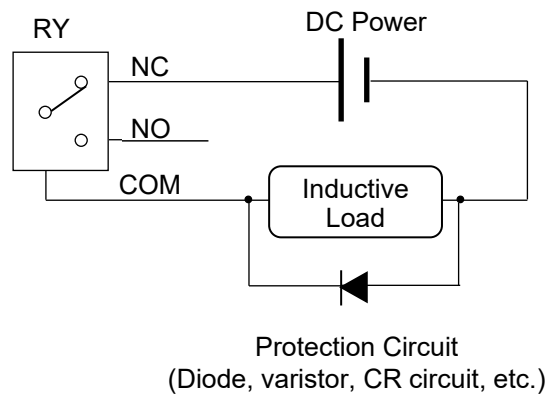 RY
DC Power
NC
NO
COM
Inductive
Load
Protection Circuit
(Diode, varistor, CR circuit, etc.)